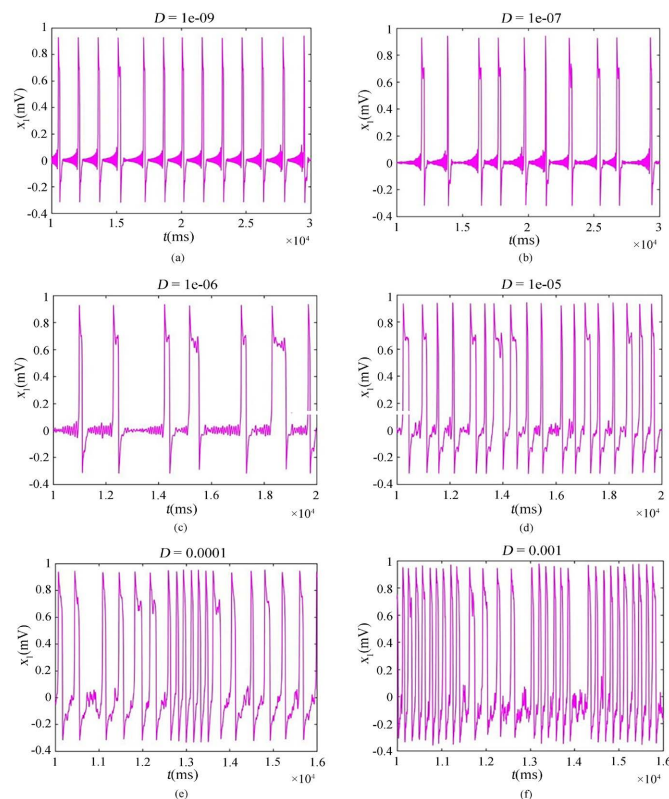 D = 1e-09
1
0.8
0.6
0.4
0.2
0
-0.2
-0.4
x1(mV)
1 1.5 2 2.5 3
t(ms)
×10^4
(a)
D = 1e-07
1
0.8
0.6
0.4
0.2
0
-0.2
-0.4
x1(mV)
1 1.5 2 2.5 3
t(ms)
×10^4
(b)
D = 1e-06
1
0.8
0.6
0.4
0.2
0
-0.2
-0.4
x1(mV)
1 1.2 1.4 1.6 1.8 2
t(ms)
×10^4
(c)
D = 1e-05
1
0.8
0.6
0.4
0.2
0
-0.2
-0.4
x1(mV)
1 1.2 1.4 1.6 1.8 2
t(ms)
×10^4
(d)
D = 0.0001
1
0.8
0.6
0.4
0.2
0
-0.2
-0.4
x1(mV)
1 1.1 1.2 1.3 1.4 1.5 1.6
t(ms)
×10^4
(e)
D = 0.001
1
0.8
0.6
0.4
0.2
0
-0.2
-0.4
x1(mV)
1 1.1 1.2 1.3 1.4 1.5 1.6
t(ms)
×10^4
(f)